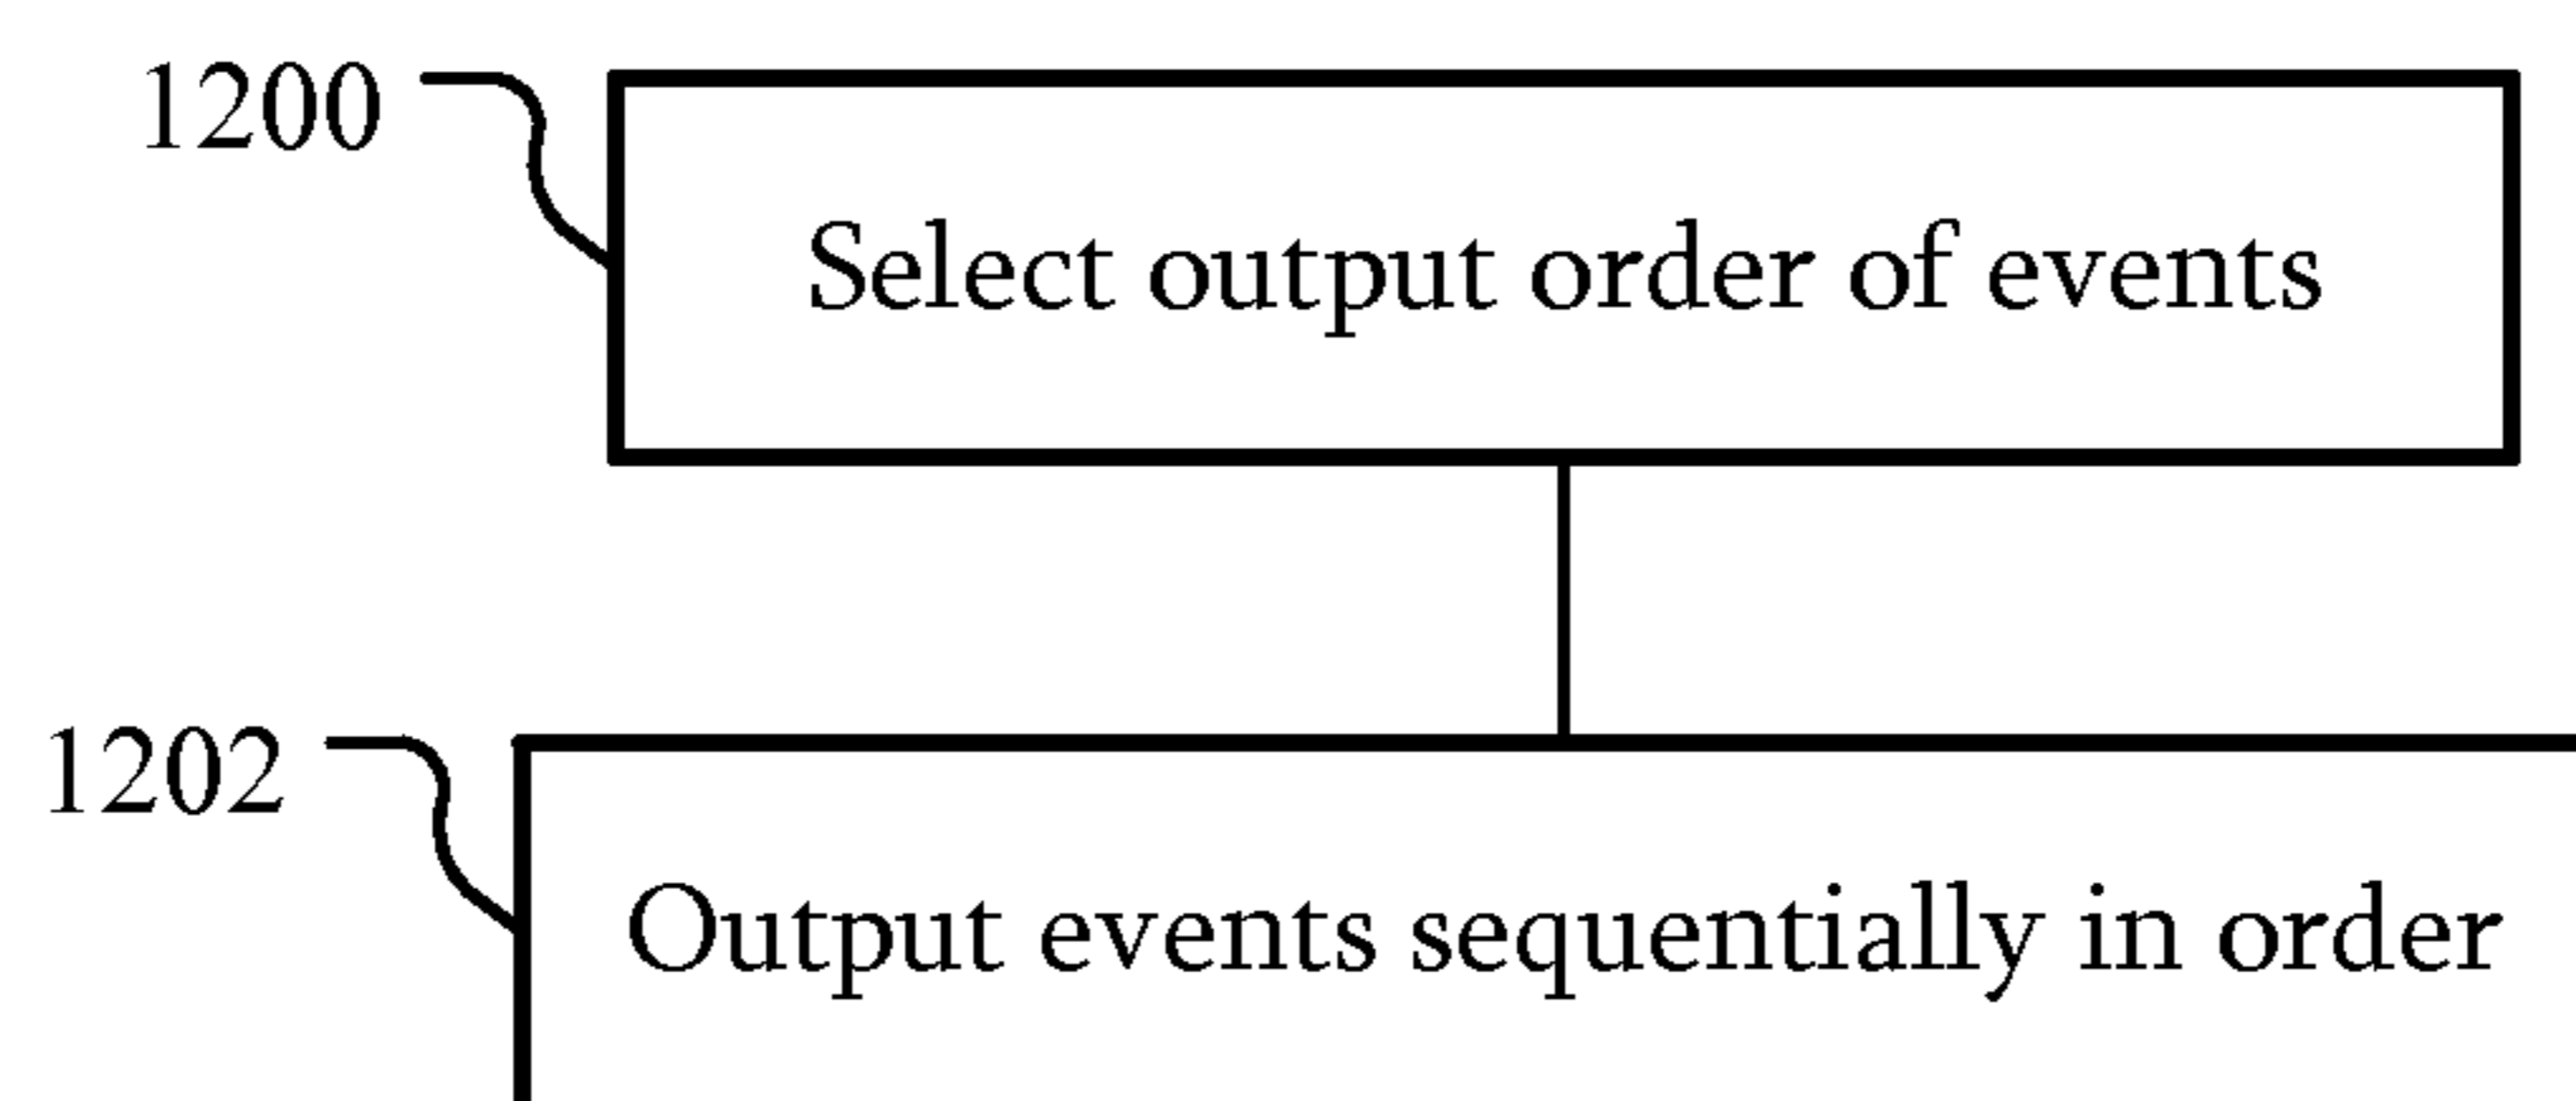 1200
Select output order of events
1202
Output events sequentially in order